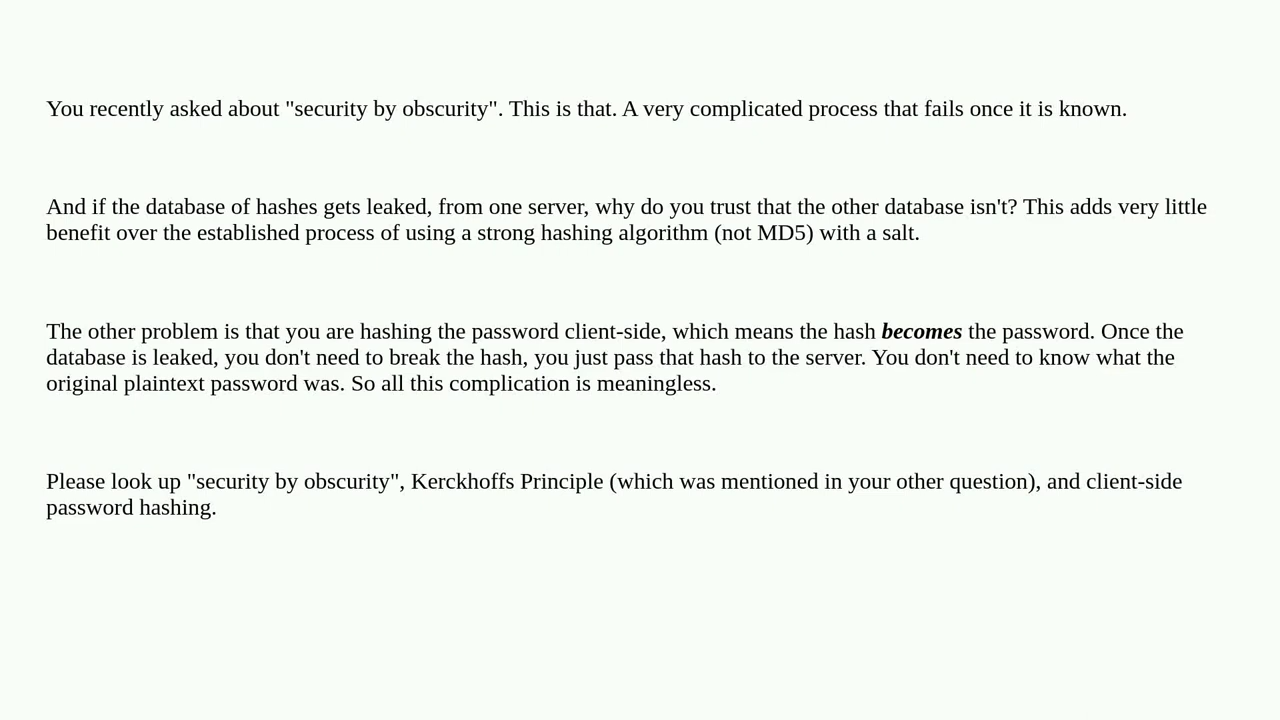 You recently asked about "security by obscurity". This is that. A very complicated process that fails once it is known.
And if the database of hashes gets leaked, from one server, why do you trust that the other database isn't? This adds very little
benefit over the established process of using a strong hashing algorithm (not MD5) with a salt.
The other problem is that you are hashing the password client-side, which means the hash becomes the password. Once the
database is leaked, you don't need to break the hash, you just pass that hash to the server. You don't need to know what the
original plaintext password was. So all this complication is meaningless.
Please look up "security by obscurity", Kerckhoffs Principle (which was mentioned in your other question), and client-side
password hashing.